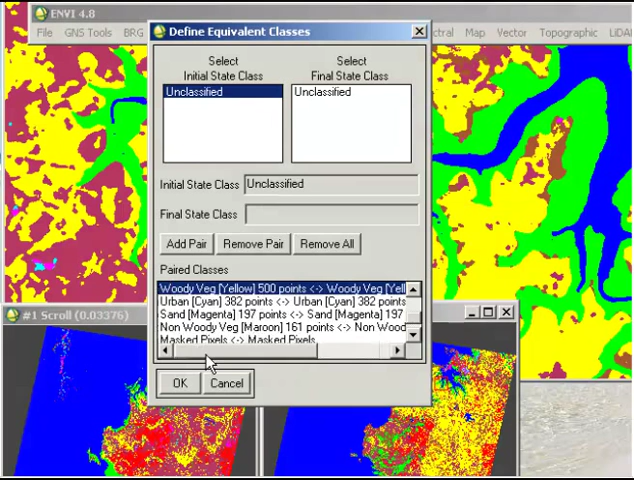 ENVI 4.8
File GNS Tools BRG
ctral Map Vector Topographic LiDA
Define Equivalent Classes
Select
Initial State Class
Select
Final State Class
Unclassified
Unclassified
Initial State Class Unclassified
Final State Class
Add Pair Remove Pair Remove All
Paired Classes
Woody Veg [Yellow] 500 points <-> Woody Veg [Yell
Urban [Cyan] 382 points <-> Urban [Cyan] 382 points
Sand [Magenta] 197 points <-> Sand [Magenta] 197
Non Woody Veg [Maroon] 161 points <-> Non Wood
Masked Pixels <-> Masked Pixels
#1 Scroll (0.03376)
OK Cancel